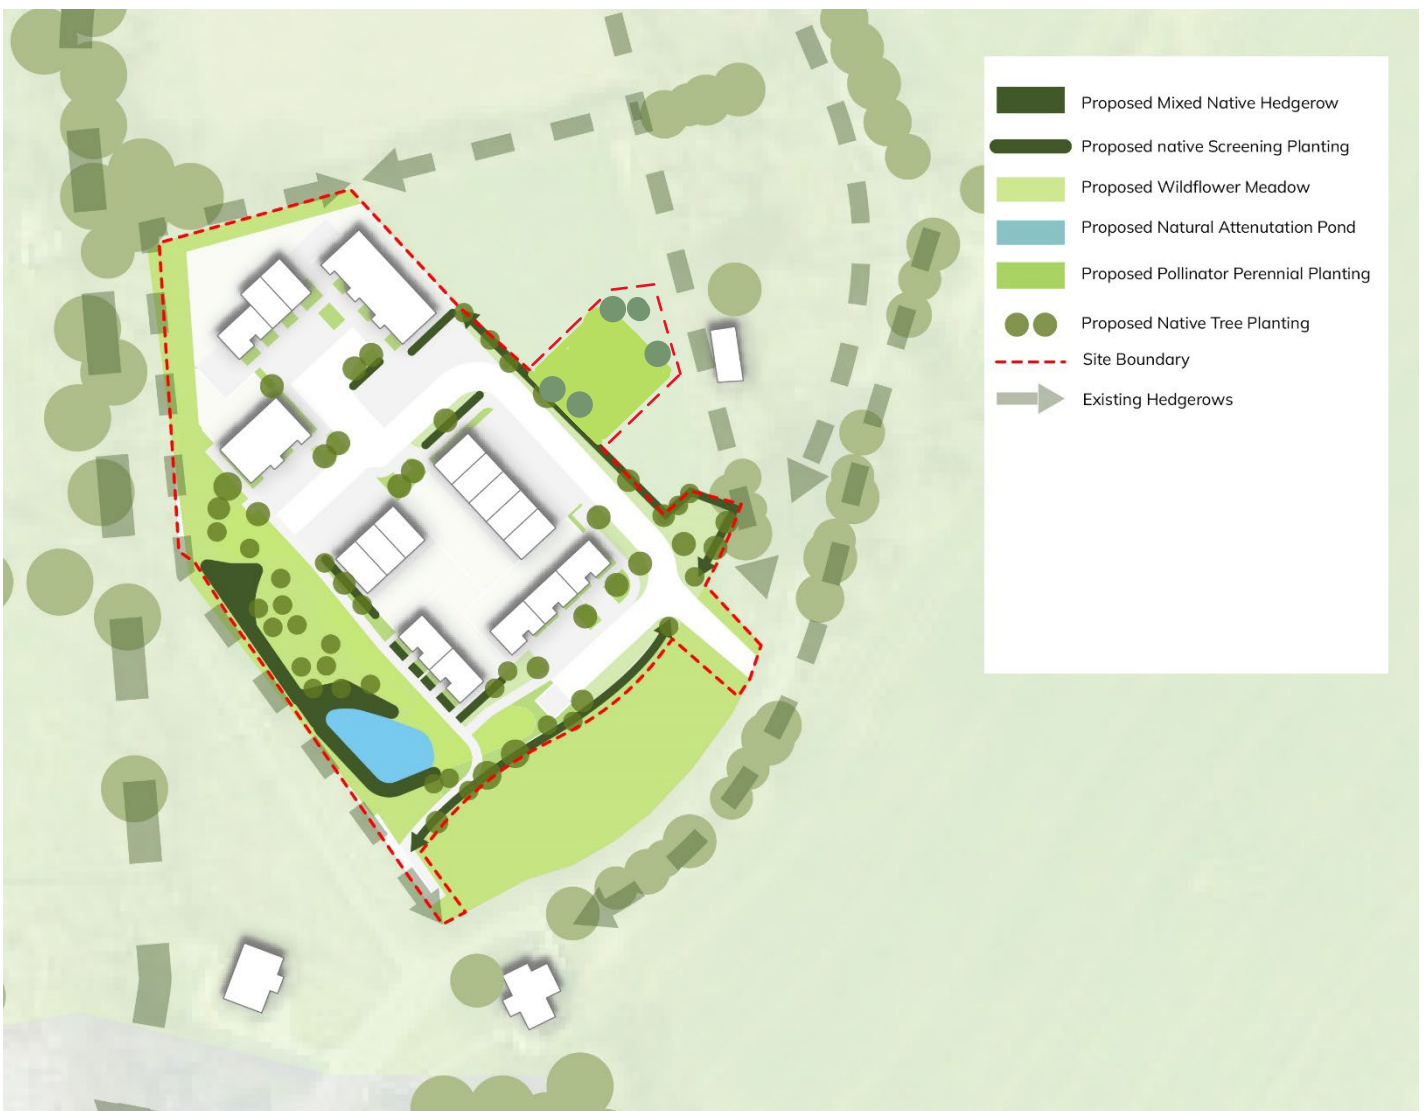 Proposed Mixed Native Hedgerow
Proposed native Screening Planting
Proposed Wildflower Meadow
Proposed Natural Attenutation Pond
Proposed Pollinator Perennial Planting
Proposed Native Tree Planting
Site Boundary
Existing Hedgerows